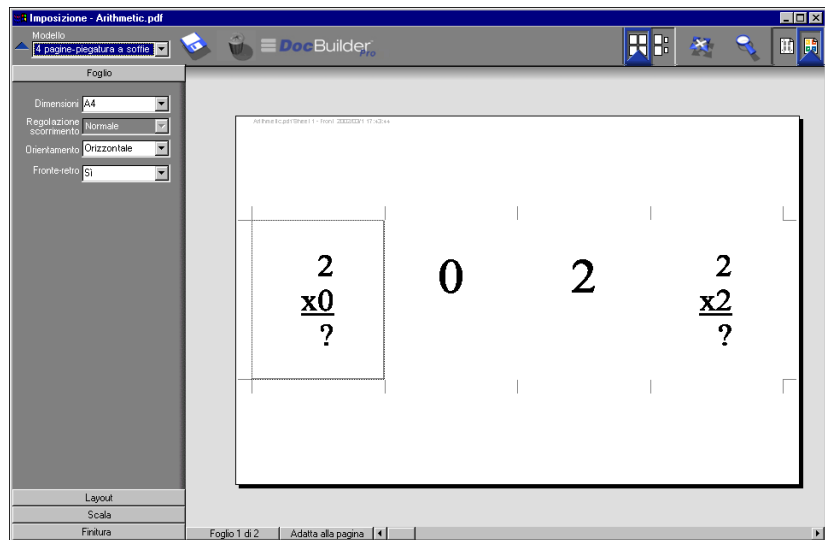 Imposizione - Arithmetic.pdf
Modello
4 pagine-piegatura a soffie
DocBuilder Pro
Foglio
Dimensioni A4
Regolazione scorrimento Normale
Orientamento Orizzontale
Fronte-retro Sì
2
x0
?
0
2
2
x2
?
Layout
Scala
Finitura
Foglio 1 di 2
Adatta alla pagina